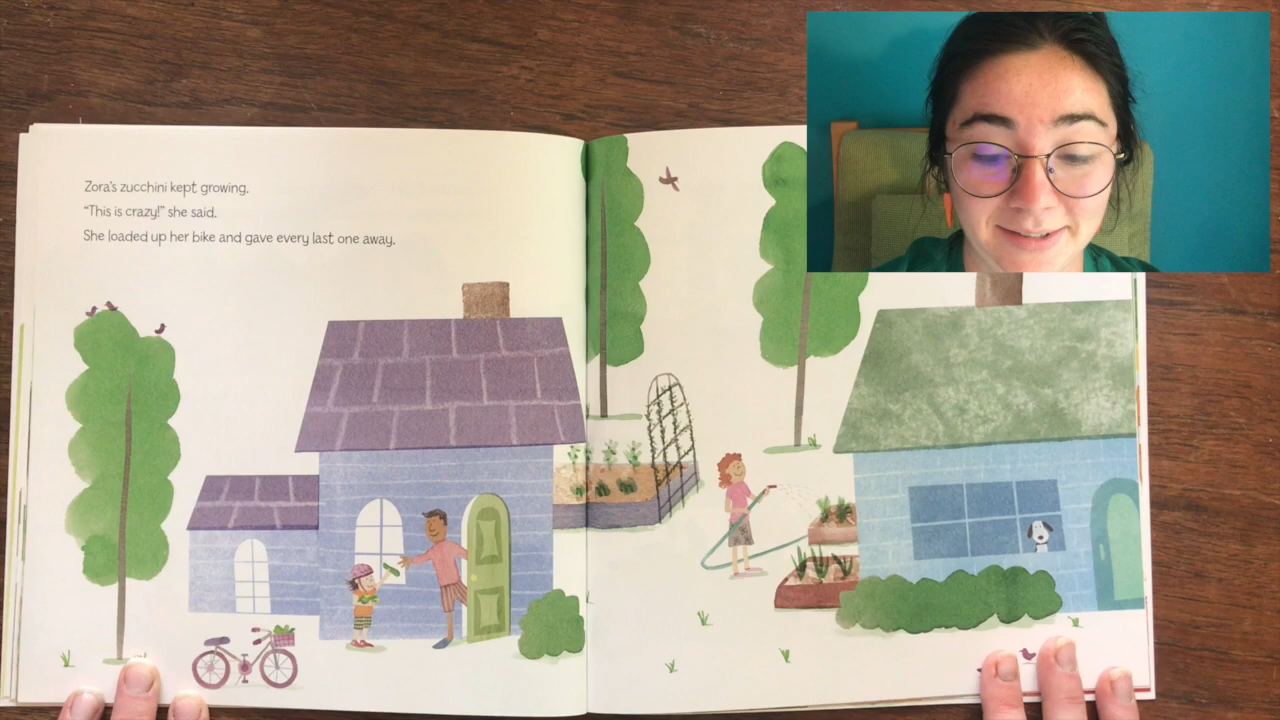 Zora's zucchini kept growing.
"This is crazy!" she said.
She loaded up her bike and gave every last one away.